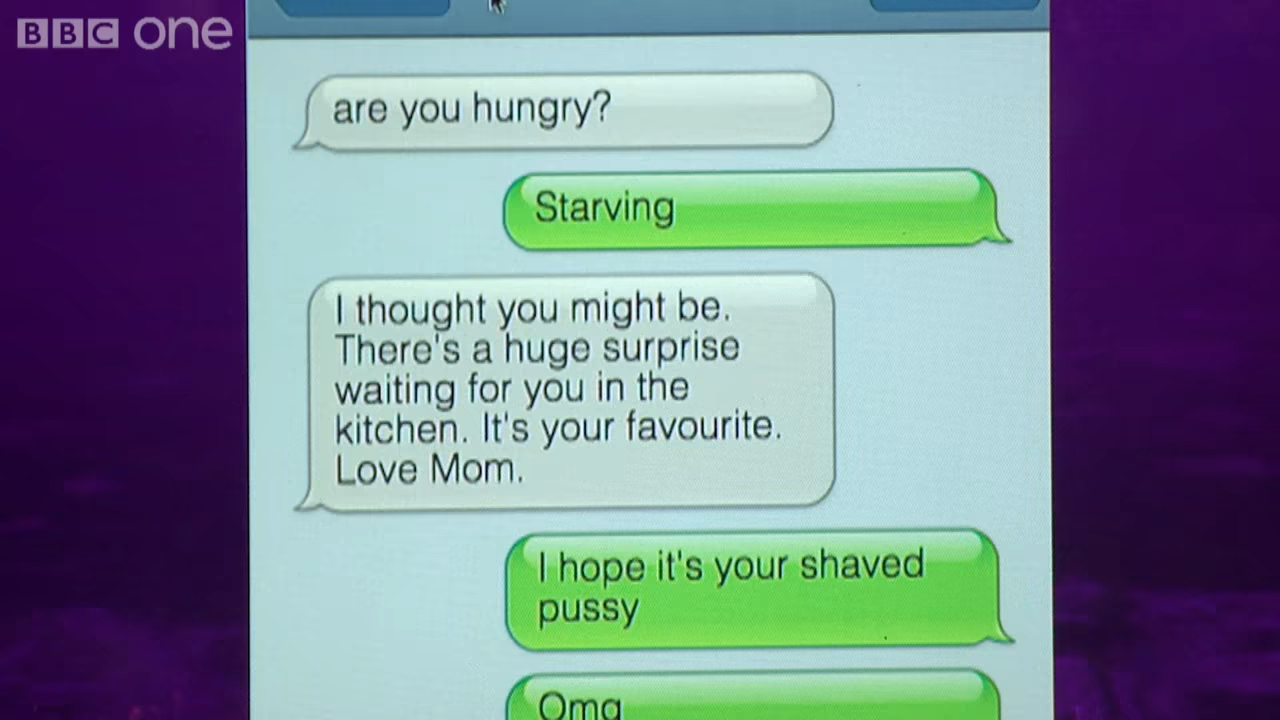 BBC one
are you hungry?
Starving
I thought you might be.
There's a huge surprise
waiting for you in the
kitchen. It's your favourite.
Love Mom.
I hope it's your shaved
pussy
Omg